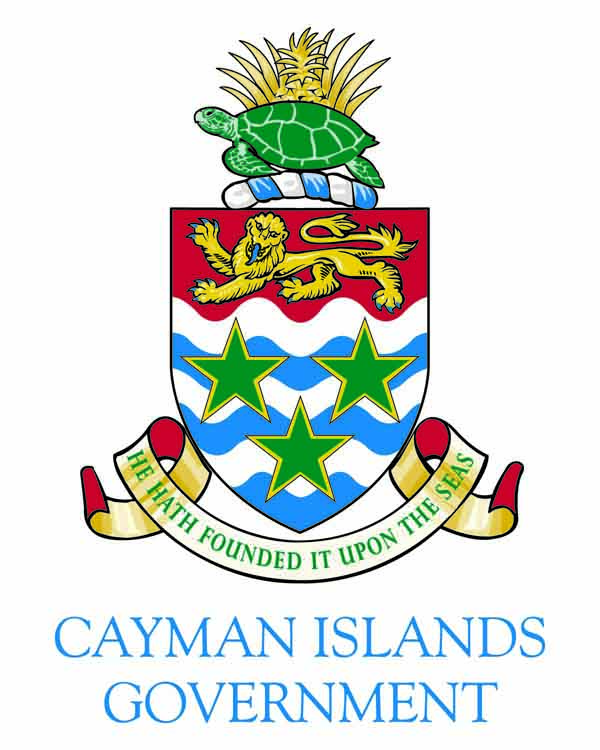 HE HATH FOUNDED IT UPON THE SEAS
CAYMAN ISLANDS
GOVERNMENT